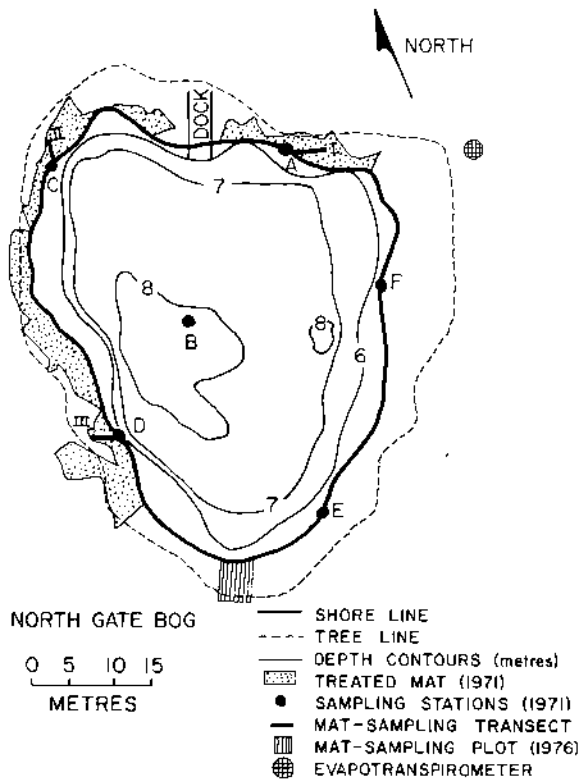 NORTH
DOCK
III
C
A
I
7
F
8
B
8
6
III
D
7
E
NORTH GATE BOG
0 5 10 15
METRES
SHORE LINE
TREE LINE
DEPTH CONTOURS (metres)
TREATED MAT (1971)
SAMPLING STATIONS (1971)
MAT-SAMPLING TRANSECT
MAT-SAMPLING PLOT (1976)
EVAPOTRANSPIROMETER